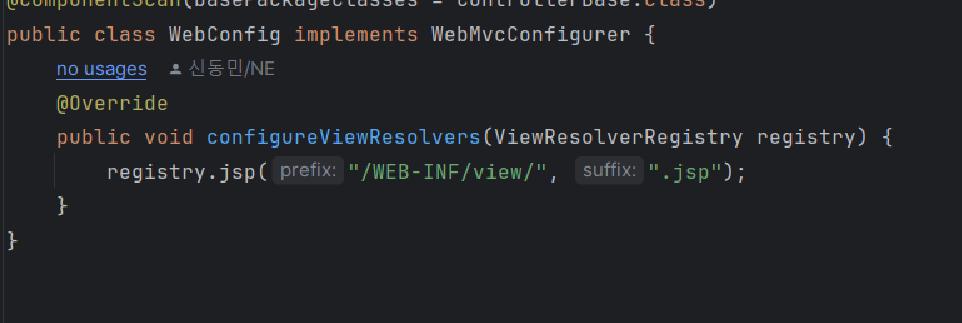 @ComponentScan(basePackageClasses = ControllerBase.class)
public class WebConfig implements WebMvcConfigurer {
no usages 신동민/NE
@Override
public void configureViewResolvers(ViewResolverRegistry registry) {
registry.jsp( prefix: "/WEB-INF/view/", suffix: ".jsp");
}
}